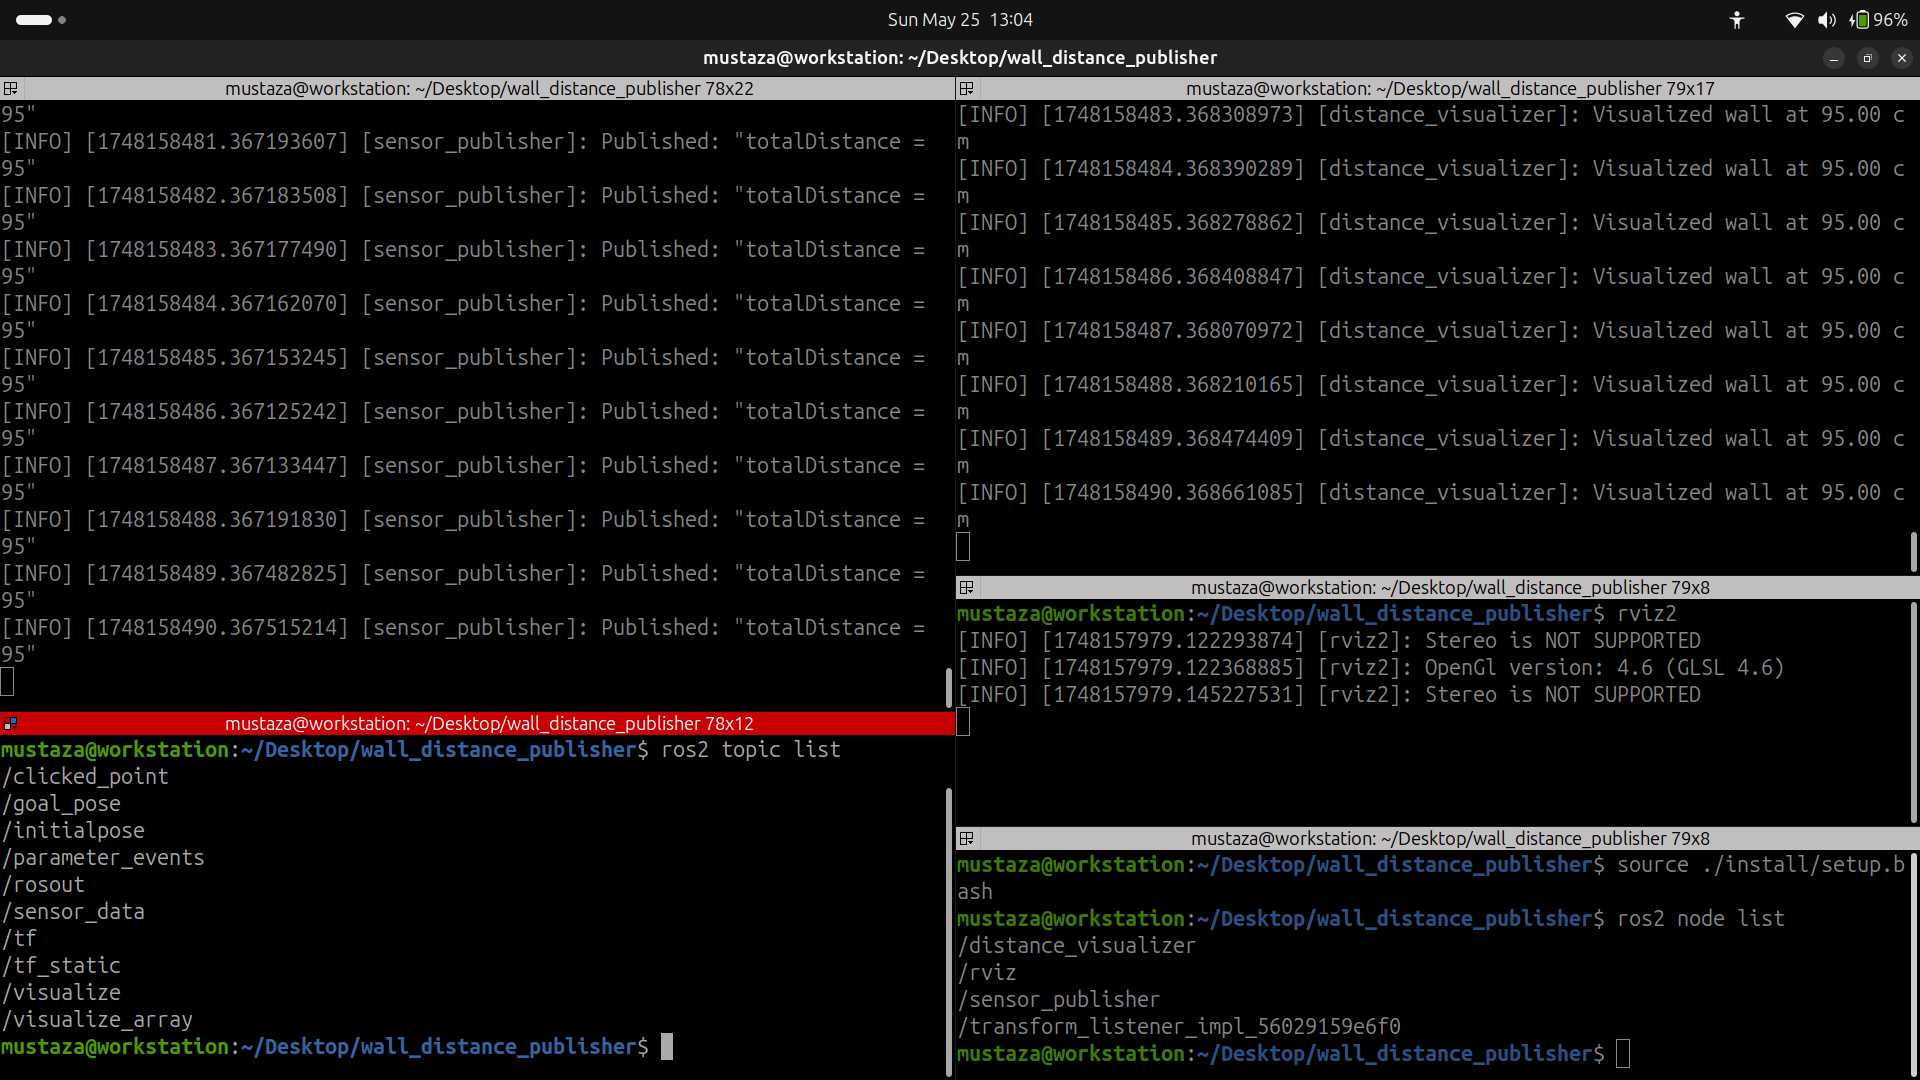 Sun May 25 13:04
96%
mustaza@workstation: ~/Desktop/wall_distance_publisher
mustaza@workstation: ~/Desktop/wall_distance_publisher 78x22
95"
[INFO] [1748158481.367193607] [sensor_publisher]: Published: "totalDistance =
95"
[INFO] [1748158482.367183508] [sensor_publisher]: Published: "totalDistance =
95"
[INFO] [1748158483.367177490] [sensor_publisher]: Published: "totalDistance =
95"
[INFO] [1748158484.367162070] [sensor_publisher]: Published: "totalDistance =
95"
[INFO] [1748158485.367153245] [sensor_publisher]: Published: "totalDistance =
95"
[INFO] [1748158486.367125242] [sensor_publisher]: Published: "totalDistance =
95"
[INFO] [1748158487.367133447] [sensor_publisher]: Published: "totalDistance =
95"
[INFO] [1748158488.367191830] [sensor_publisher]: Published: "totalDistance =
95"
[INFO] [1748158489.367482825] [sensor_publisher]: Published: "totalDistance =
95"
[INFO] [1748158490.367515214] [sensor_publisher]: Published: "totalDistance =
95"
mustaza@workstation: ~/Desktop/wall_distance_publisher 78x12
mustaza@workstation:~/Desktop/wall_distance_publisher$ ros2 topic list
/clicked_point
/goal_pose
/initialpose
/parameter_events
/rosout
/sensor_data
/tf
/tf_static
/visualize
/visualize_array
mustaza@workstation:~/Desktop/wall_distance_publisher$
mustaza@workstation: ~/Desktop/wall_distance_publisher 79x17
[INFO] [1748158483.368308973] [distance_visualizer]: Visualized wall at 95.00 c
m
[INFO] [1748158484.368390289] [distance_visualizer]: Visualized wall at 95.00 c
m
[INFO] [1748158485.368278862] [distance_visualizer]: Visualized wall at 95.00 c
m
[INFO] [1748158486.368408847] [distance_visualizer]: Visualized wall at 95.00 c
m
[INFO] [1748158487.368070972] [distance_visualizer]: Visualized wall at 95.00 c
m
[INFO] [1748158488.368210165] [distance_visualizer]: Visualized wall at 95.00 c
m
[INFO] [1748158489.368474409] [distance_visualizer]: Visualized wall at 95.00 c
m
[INFO] [1748158490.368661085] [distance_visualizer]: Visualized wall at 95.00 c
m
mustaza@workstation: ~/Desktop/wall_distance_publisher 79x8
mustaza@workstation:~/Desktop/wall_distance_publisher$ rviz2
[INFO] [1748157979.122293874] [rviz2]: Stereo is NOT SUPPORTED
[INFO] [1748157979.122368885] [rviz2]: OpenGl version: 4.6 (GLSL 4.6)
[INFO] [1748157979.145227531] [rviz2]: Stereo is NOT SUPPORTED
mustaza@workstation: ~/Desktop/wall_distance_publisher 79x8
mustaza@workstation:~/Desktop/wall_distance_publisher$ source ./install/setup.b
ash
mustaza@workstation:~/Desktop/wall_distance_publisher$ ros2 node list
/distance_visualizer
/rviz
/sensor_publisher
/transform_listener_impl_56029159e6f0
mustaza@workstation:~/Desktop/wall_distance_publisher$